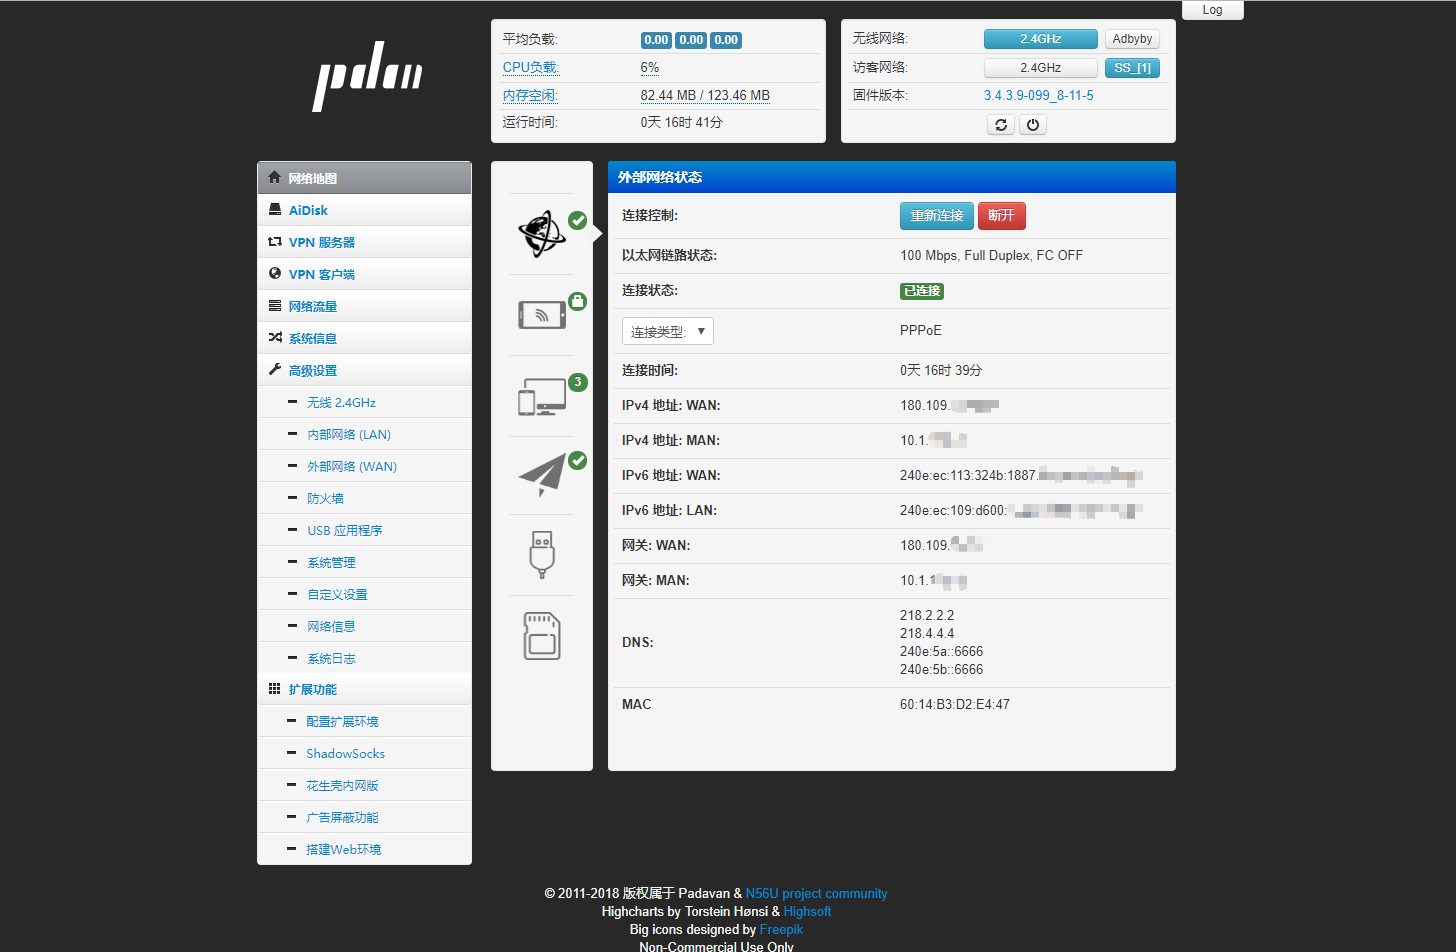 Log
padavan
平均负载: 0.00 0.00 0.00
CPU负载: 6%
内存空闲: 82.44 MB / 123.46 MB
运行时间: 0天 16时 41分
无线网络: 2.4GHz Adbyby
访客网络: 2.4GHz SS_[1]
固件版本: 3.4.3.9-099_8-11-5
网络地图
AiDisk
VPN 服务器
VPN 客户端
网络流量
系统信息
高级设置
无线 2.4GHz
内部网络 (LAN)
外部网络 (WAN)
防火墙
USB 应用程序
系统管理
自定义设置
网络信息
系统日志
扩展功能
配置扩展环境
ShadowSocks
花生壳内网版
广告屏蔽功能
搭建Web环境
3
外部网络状态
连接控制: 重新连接 断开
以太网链路状态: 100 Mbps, Full Duplex, FC OFF
连接状态: 已连接
连接类型: PPPoE
连接时间: 0天 16时 39分
IPv4 地址: WAN: 180.109.
IPv4 地址: MAN: 10.1.
IPv6 地址: WAN: 240e:ec:113:324b:1887:
IPv6 地址: LAN: 240e:ec:109:d600:
网关: WAN: 180.109.
网关: MAN: 10.1.
DNS:
218.2.2.2
218.4.4.4
240e:5a::6666
240e:5b::6666
MAC 60:14:B3:D2:E4:47
© 2011-2018 版权属于 Padavan & N56U project community
Highcharts by Torstein Hønsi & Highsoft
Big icons designed by Freepik
Non-Commercial Use Only